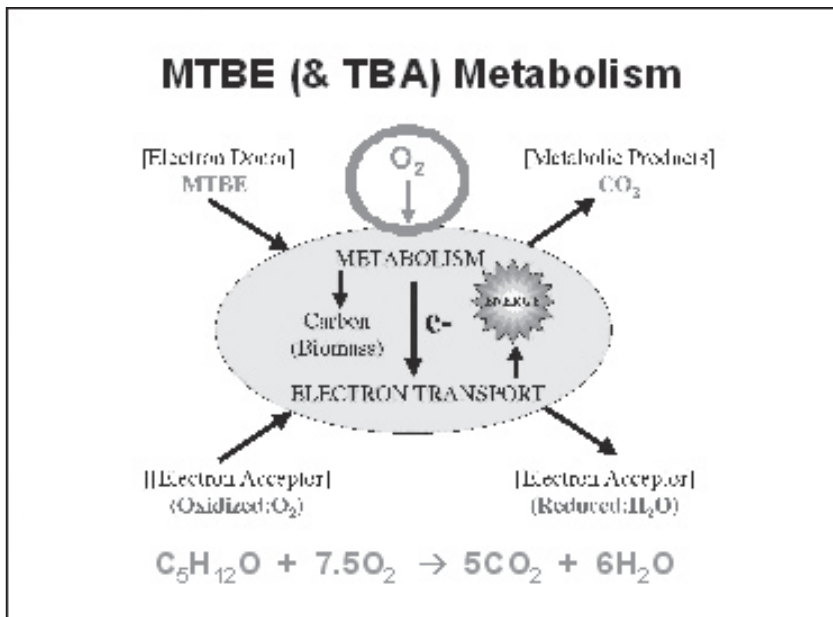 MTBE (& TBA) Metabolism
[Electron Donor]
MTBE
O₂
[Metabolic Products]
CO₂
METABOLISM
ENERGY
Carbon
(Biomass)
e-
ELECTRON TRANSPORT
[[Electron Acceptor]
(Oxidized:O₂)
[Electron Acceptor]
(Reduced:H₂O)
C₅H₁₂O + 7.5O₂ → 5CO₂ + 6H₂O